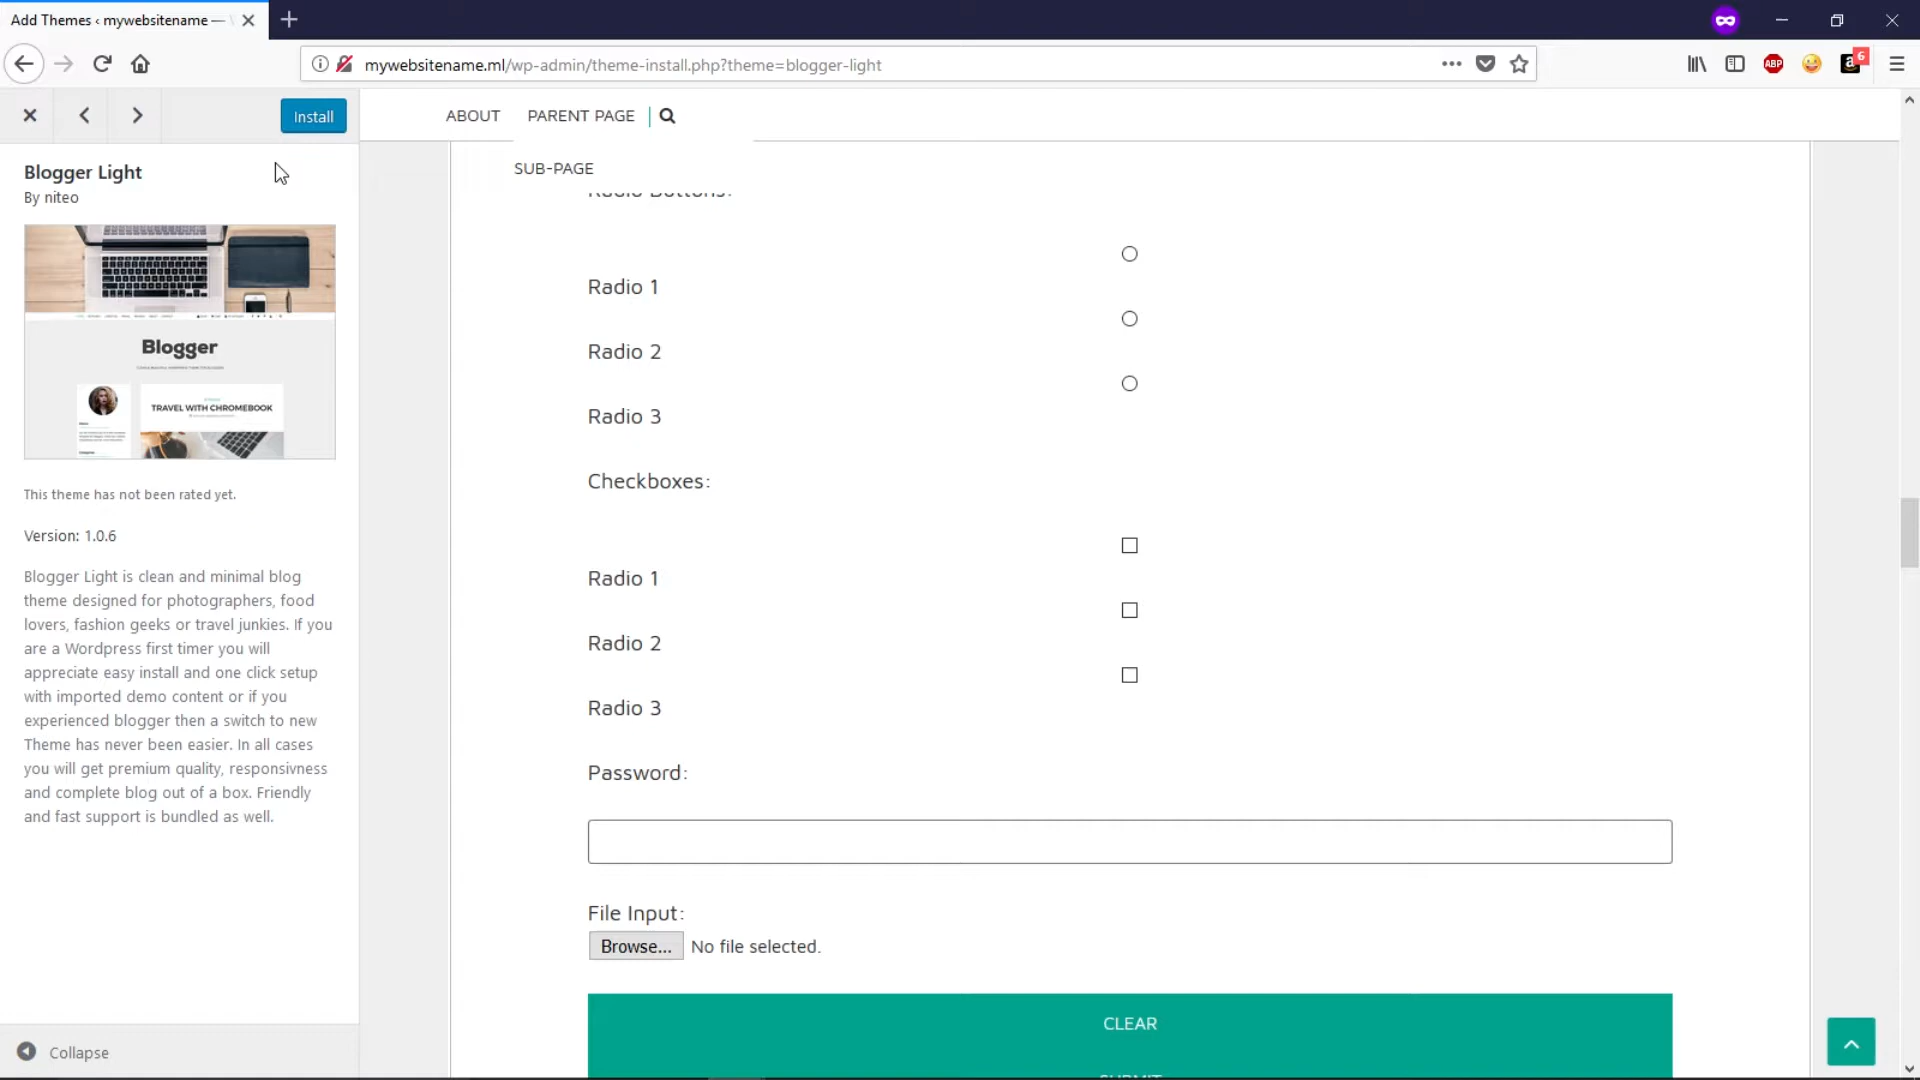 Add Themes ‹ mywebsitename —
mywebsitename.ml/wp-admin/theme-install.php?theme=blogger-light
ABP
6
Install
ABOUT
PARENT PAGE
SUB-PAGE
Blogger Light
By niteo
Blogger
TRAVEL WITH CHROMEBOOK
This theme has not been rated yet.
Version: 1.0.6
Blogger Light is clean and minimal blog
theme designed for photographers, food
lovers, fashion geeks or travel junkies. If you
are a Wordpress first timer you will
appreciate easy install and one click setup
with imported demo content or if you
experienced blogger then a switch to new
Theme has never been easier. In all cases
you will get premium quality, responsivness
and complete blog out of a box. Friendly
and fast support is bundled as well.
Collapse
Radio Buttons:
Radio 1
Radio 2
Radio 3
Checkboxes:
Radio 1
Radio 2
Radio 3
Password:
File Input:
Browse... No file selected.
CLEAR
SUBMIT